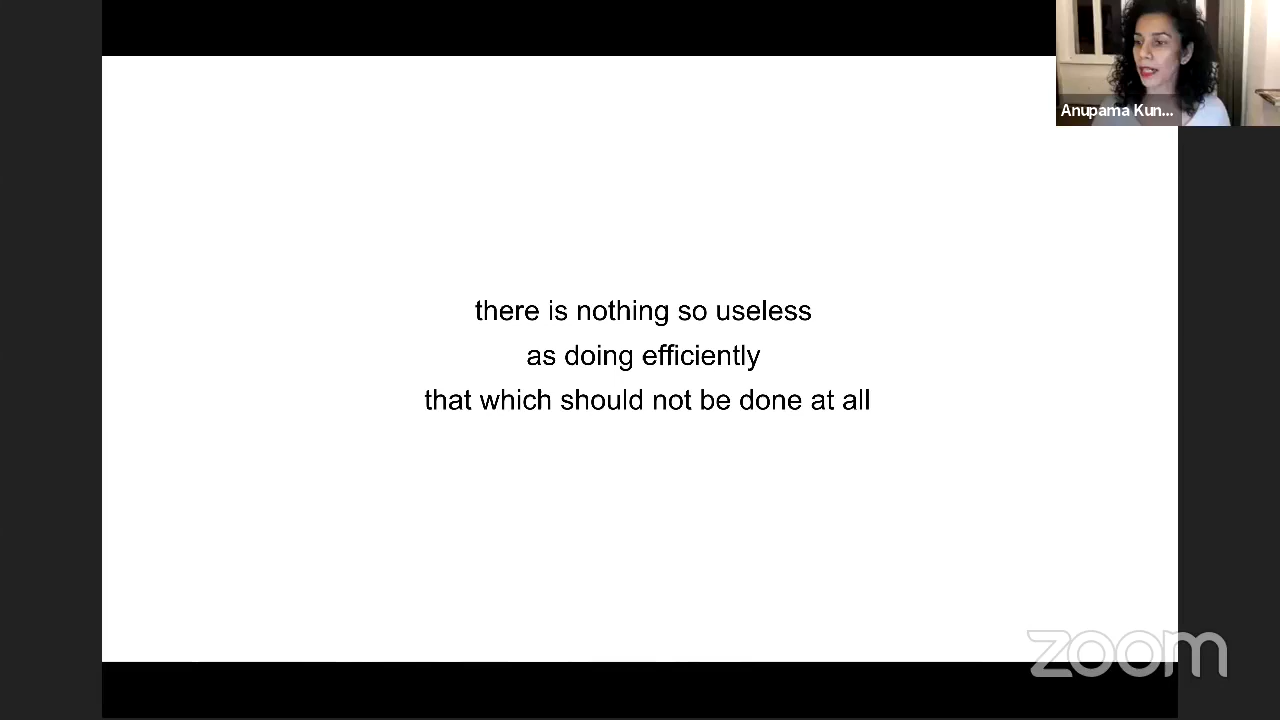 Anupama Kun...
there is nothing so useless
as doing efficiently
that which should not be done at all
zoom